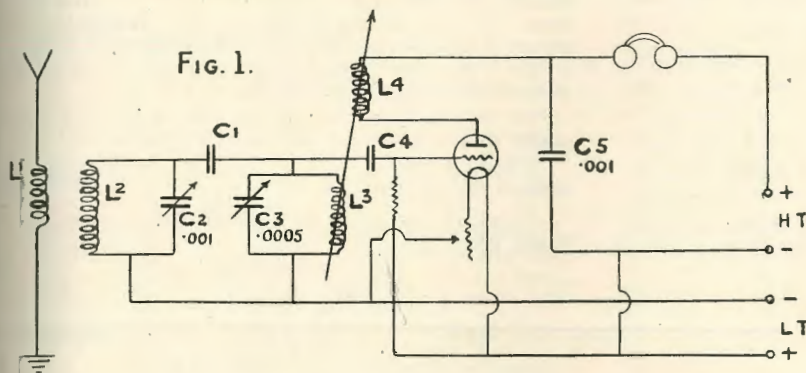 FIG. 1.
L1
L2
C1
C2
.001
C3
.0005
L3
L4
C4
C5
.001
+
HT
-
-
LT
+